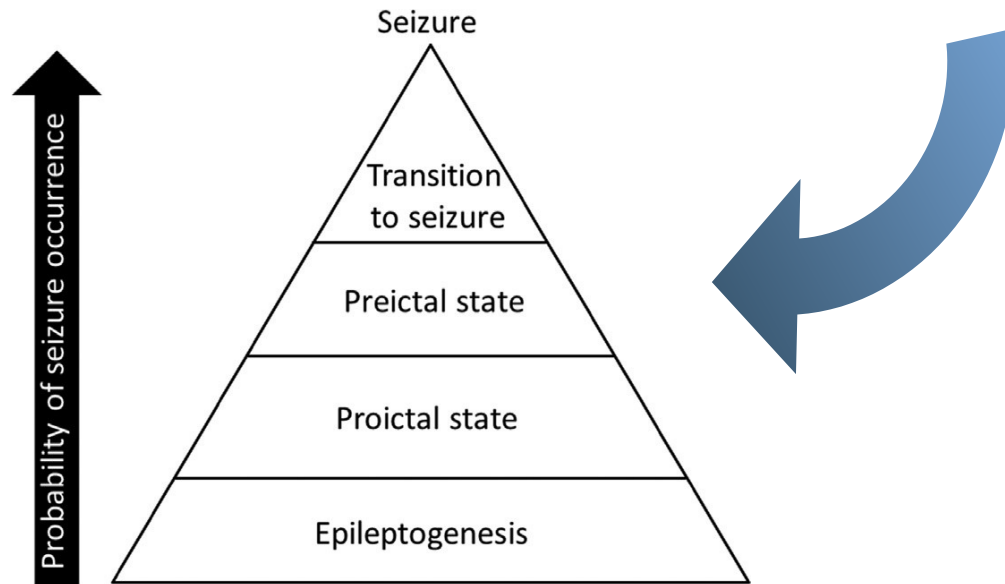 Seizure
Transition
to seizure
Preictal state
Proictal state
Epileptogenesis
Probability of seizure occurrence